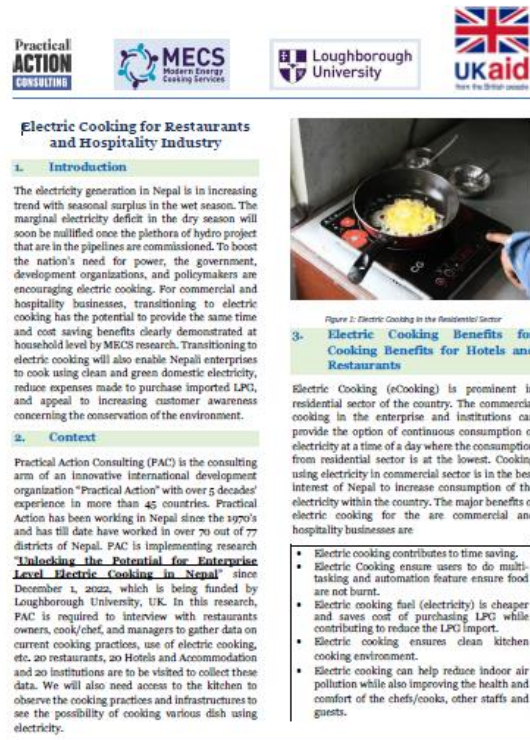 Practical
ACTION
CONSULTING
MECS
Modern Energy
Cooking Services
Loughborough
University
UKaid
from the British people
Electric Cooking for Restaurants
and Hospitality Industry
1. Introduction
The electricity generation in Nepal is in increasing
trend with seasonal surplus in the wet season. The
marginal electricity deficit in the dry season will
soon be nullified once the plethora of hydro project
that are in the pipelines are commissioned. To boost
the nation's need for power, the government,
development organizations, and policymakers are
encouraging electric cooking. For commercial and
hospitality businesses, transitioning to electric
cooking has the potential to provide the same time
and cost saving benefits clearly demonstrated at
household level by MECS research. Transitioning to
electric cooking will also enable Nepali enterprises
to cook using clean and green domestic electricity,
reduce expenses made to purchase imported LPG,
and appeal to increasing customer awareness
concerning the conservation of the environment.
2. Context
Practical Action Consulting (PAC) is the consulting
arm of an innovative international development
organization "Practical Action" with over 5 decades'
experience in more than 45 countries. Practical
Action has been working in Nepal since the 1970's
and has till date have worked in over 70 out of 77
districts of Nepal. PAC is implementing research
"Unlocking the Potential for Enterprise
Level Electric Cooking in Nepal" since
December 1, 2022, which is being funded by
Loughborough University, UK. In this research,
PAC is required to interview with restaurants
owners, cook/chef, and managers to gather data on
current cooking practices, use of electric cooking,
etc. 20 restaurants, 20 Hotels and Accommodation
and 20 institutions are to be visited to collect these
data. We will also need access to the kitchen to
observe the cooking practices and infrastructures to
see the possibility of cooking various dish using
electricity.
CG
Figure 1: Electric Cooking in the Residential Sector
3. Electric Cooking Benefits for
Cooking Benefits for Hotels and
Restaurants
Electric Cooking (eCooking) is prominent in
residential sector of the country. The commercial
cooking in the enterprise and institutions can
provide the option of continuous consumption of
electricity at a time of a day where the consumption
from residential sector is at the lowest. Cooking
using electricity in commercial sector is in the best
interest of Nepal to increase consumption of the
electricity within the country. The major benefits of
electric cooking for the are commercial and
hospitality businesses are
• Electric cooking contributes to time saving.
• Electric Cooking ensure users to do multi-
tasking and automation feature ensure food
are not burnt.
• Electric cooking fuel (electricity) is cheaper
and saves cost of purchasing LPG while
contributing to reduce the LPG import.
• Electric cooking ensures clean kitchen
cooking environment.
• Electric cooking can help reduce indoor air
pollution while also improving the health and
comfort of the chefs/cooks, other staffs and
guests.